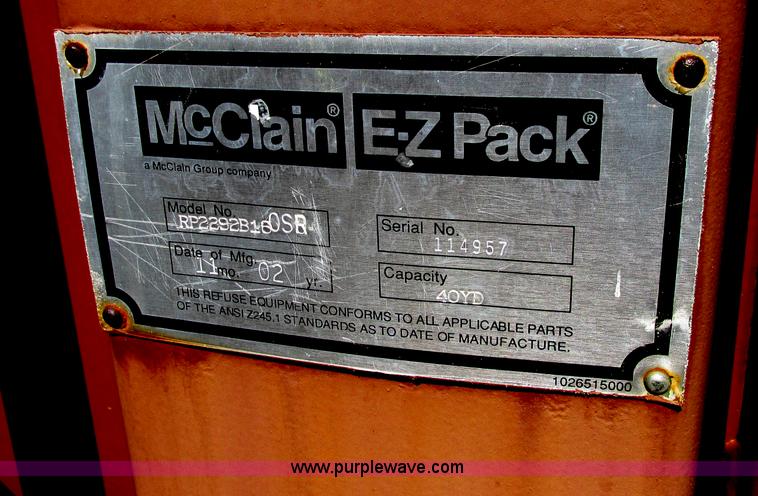 McClain® E-Z Pack®
a McClain Group company
Model No. RP2292B16 OSR
Serial No. 114957
Date of Mfg. 11 mo. 02 yr.
Capacity 40YD
THIS REFUSE EQUIPMENT CONFORMS TO ALL APPLICABLE PARTS
OF THE ANSI Z245.1 STANDARDS AS TO DATE OF MANUFACTURE.
1026515000
www.purplewave.com